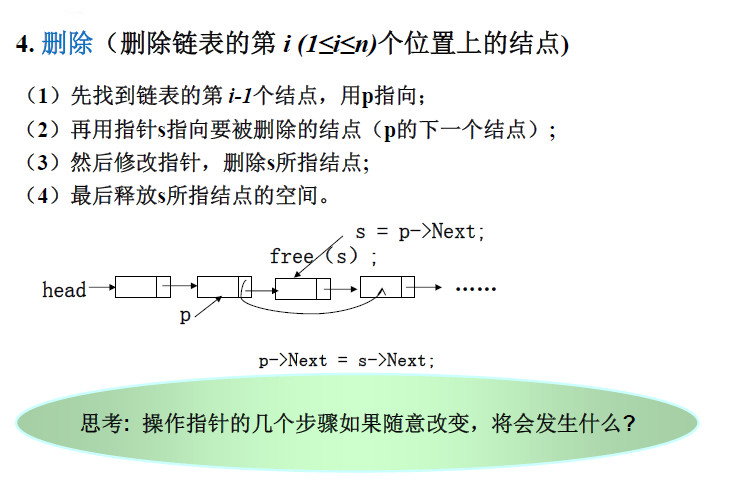 4. 删除（删除链表的第 i (1≤i≤n)个位置上的结点)
（1）先找到链表的第 i-1个结点，用p指向；
（2）再用指针s指向要被删除的结点（p的下一个结点）;
（3）然后修改指针，删除s所指结点;
（4）最后释放s所指结点的空间。
s = p->Next;
free（s）;
head
......
p
p->Next = s->Next;
思考: 操作指针的几个步骤如果随意改变，将会发生什么?